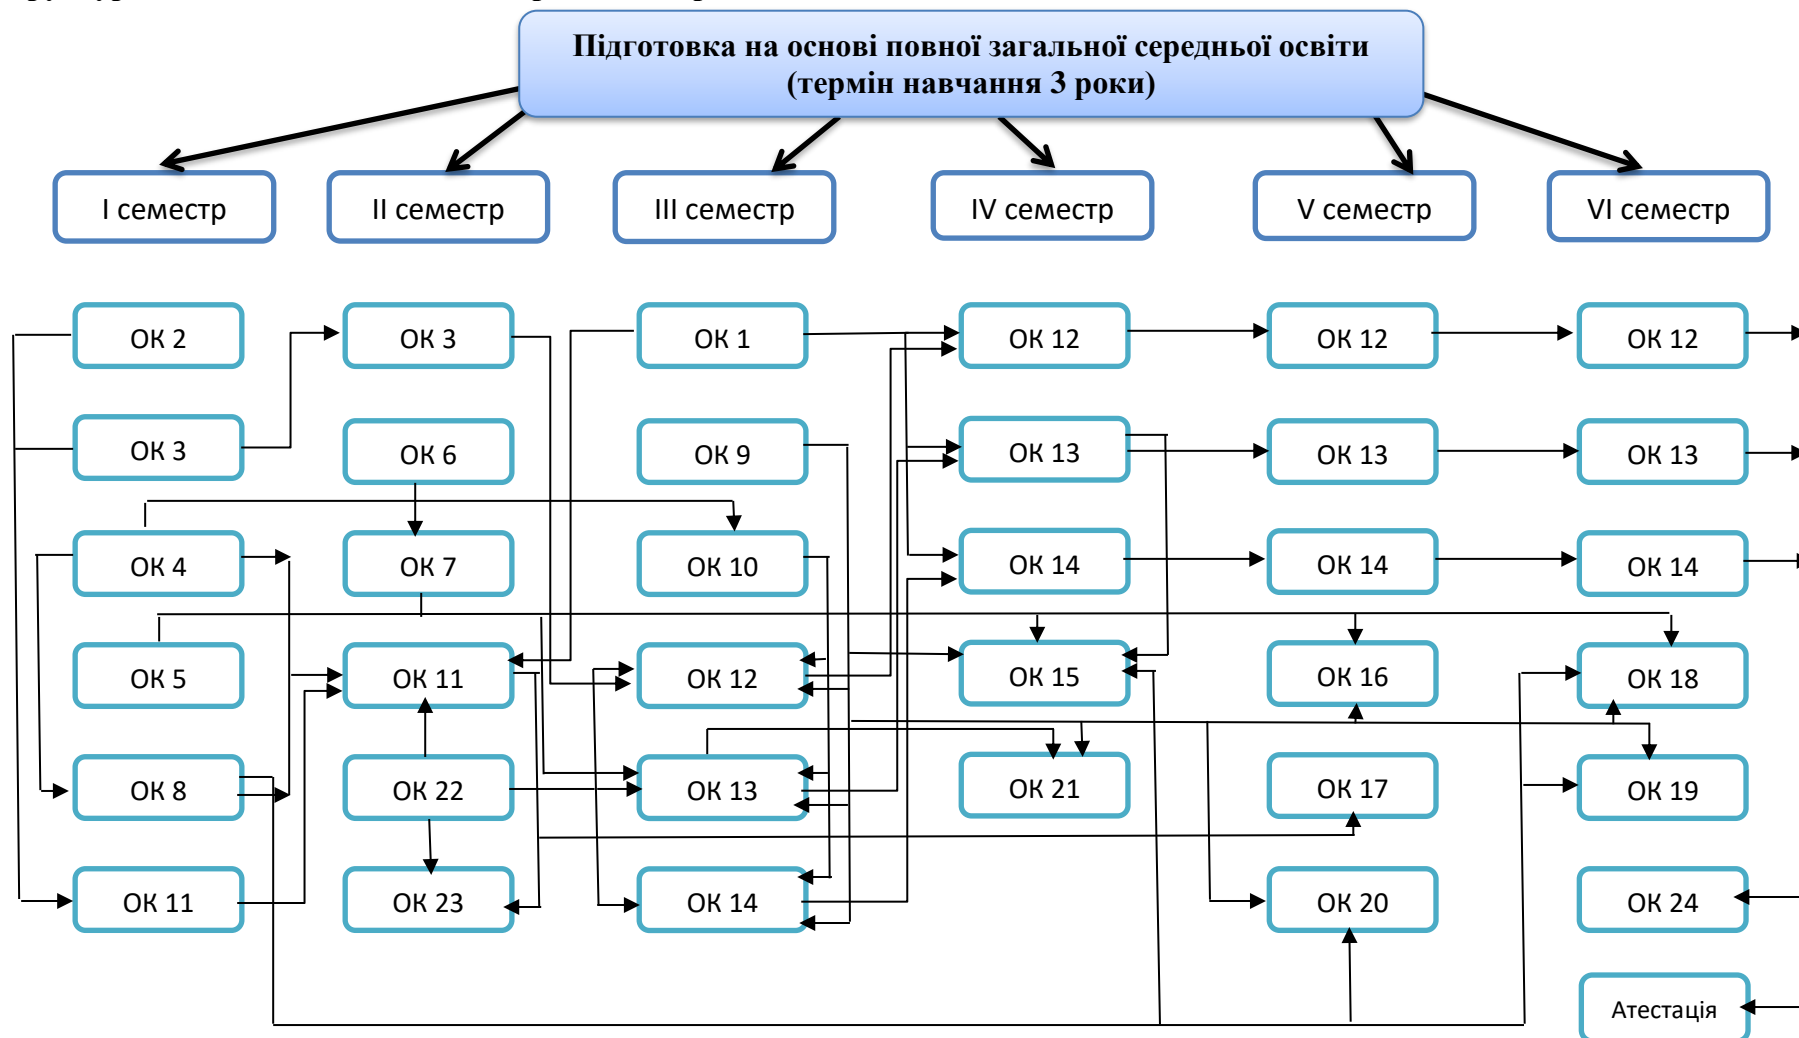 Підготовка на основі повної загальної середньої освіти
(термін навчання 3 роки)
І семестр
ІІ семестр
ІІІ семестр
IV семестр
V семестр
VI семестр
ОК 2
ОК 3
ОК 1
ОК 12
ОК 12
ОК 12
ОК 3
ОК 6
ОК 9
ОК 13
ОК 13
ОК 13
ОК 4
ОК 7
ОК 10
ОК 14
ОК 14
ОК 14
ОК 5
ОК 11
ОК 12
ОК 15
ОК 16
ОК 18
ОК 8
ОК 22
ОК 13
ОК 21
ОК 17
ОК 19
ОК 11
ОК 23
ОК 14
ОК 20
ОК 24
Атестація